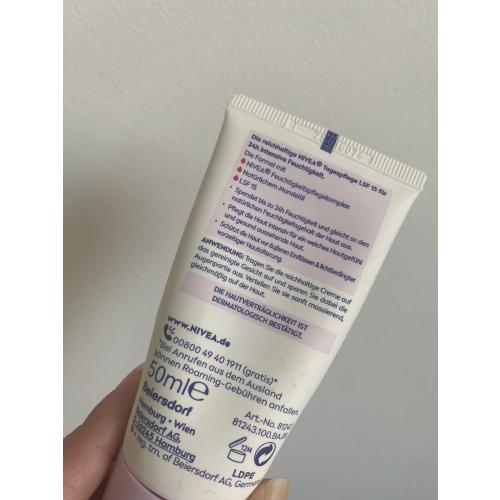 Die reichhaltige NIVEA® Tagespflege LSF 15 für
24h intensive Feuchtigkeit.
Die Formel mit
NIVEA® Feuchtigkeitspflegekomplex
Natürlichem Mandelöl
LSF 15
• Spendet bis zu 24h Feuchtigkeit und gleicht so den
natürlichen Feuchtigkeitsgehalt der Haut aus.
• Pflegt die Haut intensiv für ein weiches Hautgefühl
und gesund aussehende Haut.
• Schützt die Haut vor äußeren Einflüssen & lichtbedingter
vorzeitiger Hautalterung.
ANWENDUNG: Tragen Sie die reichhaltige Creme auf
das gereinigte Gesicht auf und sparen Sie dabei die
Augenpartie aus. Verteilen Sie sie sanft massierend,
gleichmäßig auf der Haut.
DIE HAUTVERTRÄGLICHKEIT IST
DERMATOLOGISCH BESTÄTIGT.
www.NIVEA.de
00800 49 40 1911 (gratis)*
*Bei Anrufen aus dem Ausland
können Roaming-Gebühren anfallen
50ml e
Beiersdorf
Hamburg • Wien
Beiersdorf AG,
D-20245 Hamburg
® = reg. tm. of Beiersdorf AG, German
Art.-No. 8124
81243.100.BA.
12M
LDPE